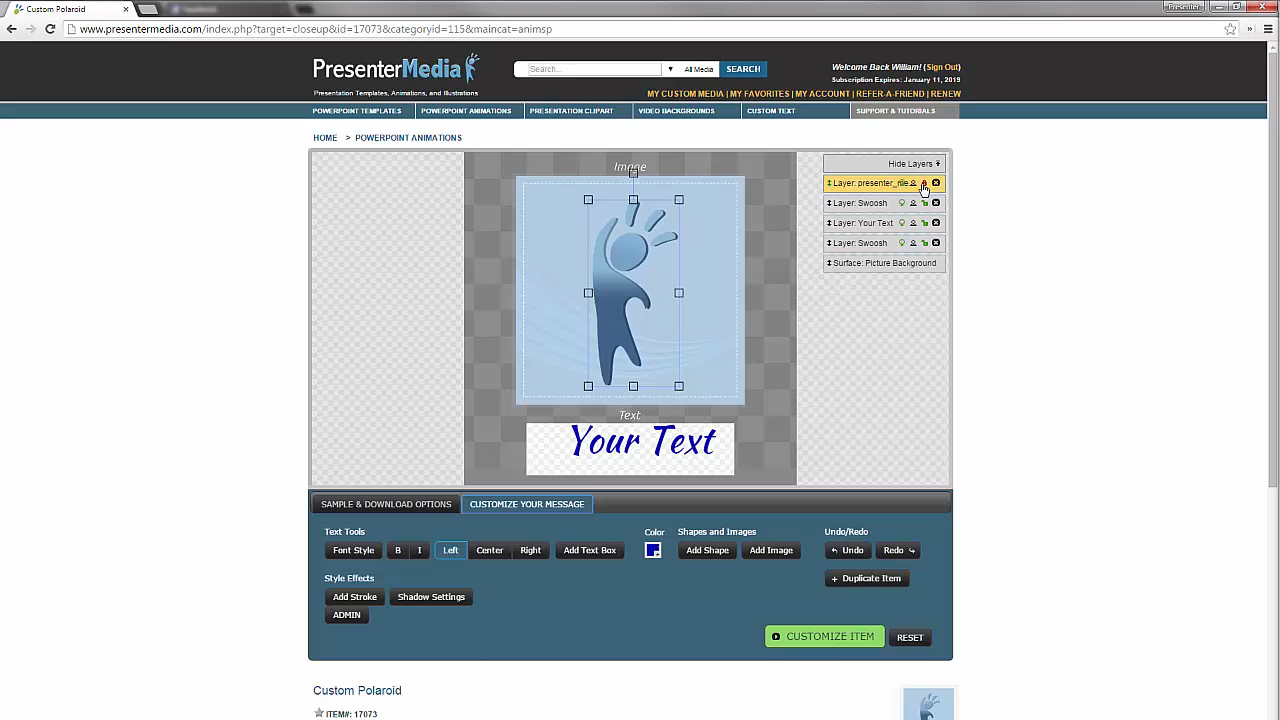 Custom Polaroid
Presenter
www.presentermedia.com/index.php?target=closeup&id=17073&categoryid=115&maincat=animsp
PresenterMedia
Presentation Templates, Animations, and Illustrations
Search...
All Media
SEARCH
Welcome Back William! (Sign Out)
Subscription Expires: January 11, 2019
MY CUSTOM MEDIA | MY FAVORITES | MY ACCOUNT | REFER-A-FRIEND | RENEW
POWERPOINT TEMPLATES
POWERPOINT ANIMATIONS
PRESENTATION CLIPART
VIDEO BACKGROUNDS
CUSTOM TEXT
SUPPORT & TUTORIALS
HOME > POWERPOINT ANIMATIONS
Image
Hide Layers
Layer: presenter_me
Layer: Swoosh
Layer: Your Text
Layer: Swoosh
Surface: Picture Background
Text
Your Text
SAMPLE & DOWNLOAD OPTIONS
CUSTOMIZE YOUR MESSAGE
Text Tools
Color
Shapes and Images
Undo/Redo
Font Style
B
I
Left
Center
Right
Add Text Box
Add Shape
Add Image
Undo
Redo
Style Effects
+ Duplicate Item
Add Stroke
Shadow Settings
ADMIN
CUSTOMIZE ITEM
RESET
Custom Polaroid
ITEM#: 17073